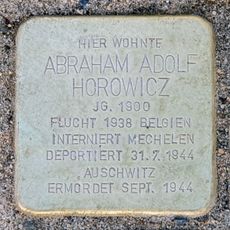 HIER WOHNTE
ABRAHAM ADOLF
HOROWICZ
JG. 1900
FLUCHT 1938 BELGIEN
INTERNIERT MECHELEN
DEPORTIERT 31.7.1944
AUSCHWITZ
ERMORDET SEPT. 1944